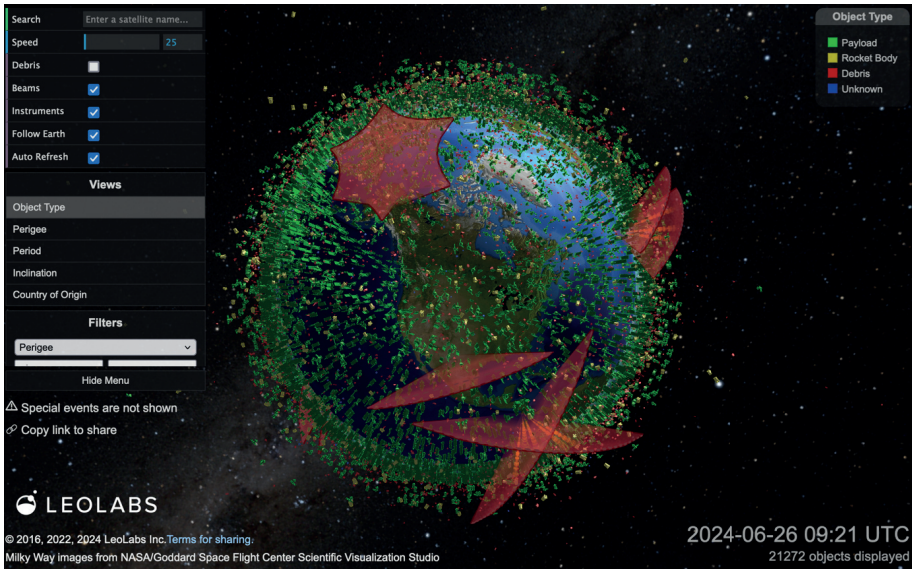 Search
Enter a satellite name...
Speed
25
Debris
Beams
Instruments
Follow Earth
Auto Refresh
Views
Object Type
Perigee
Period
Inclination
Country of Origin
Filters
Perigee
Hide Menu
Special events are not shown
Copy link to share
LEOLABS
© 2016, 2022, 2024 LeoLabs Inc.Terms for sharing.
Milky Way images from NASA/Goddard Space Flight Center Scientific Visualization Studio
Object Type
Payload
Rocket Body
Debris
Unknown
2024-06-26 09:21 UTC
21272 objects displayed